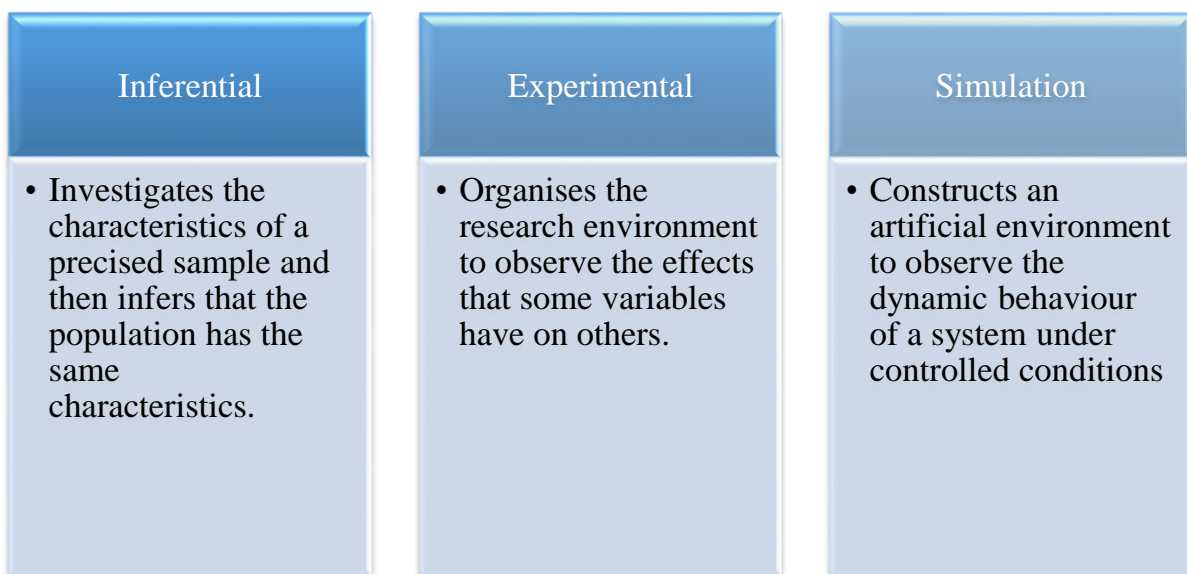 Inferential
• Investigates the
characteristics of a
precised sample and
then infers that the
population has the
same
characteristics.
Experimental
• Organises the
research environment
to observe the effects
that some variables
have on others.
Simulation
• Constructs an
artificial environment
to observe the
dynamic behaviour
of a system under
controlled conditions